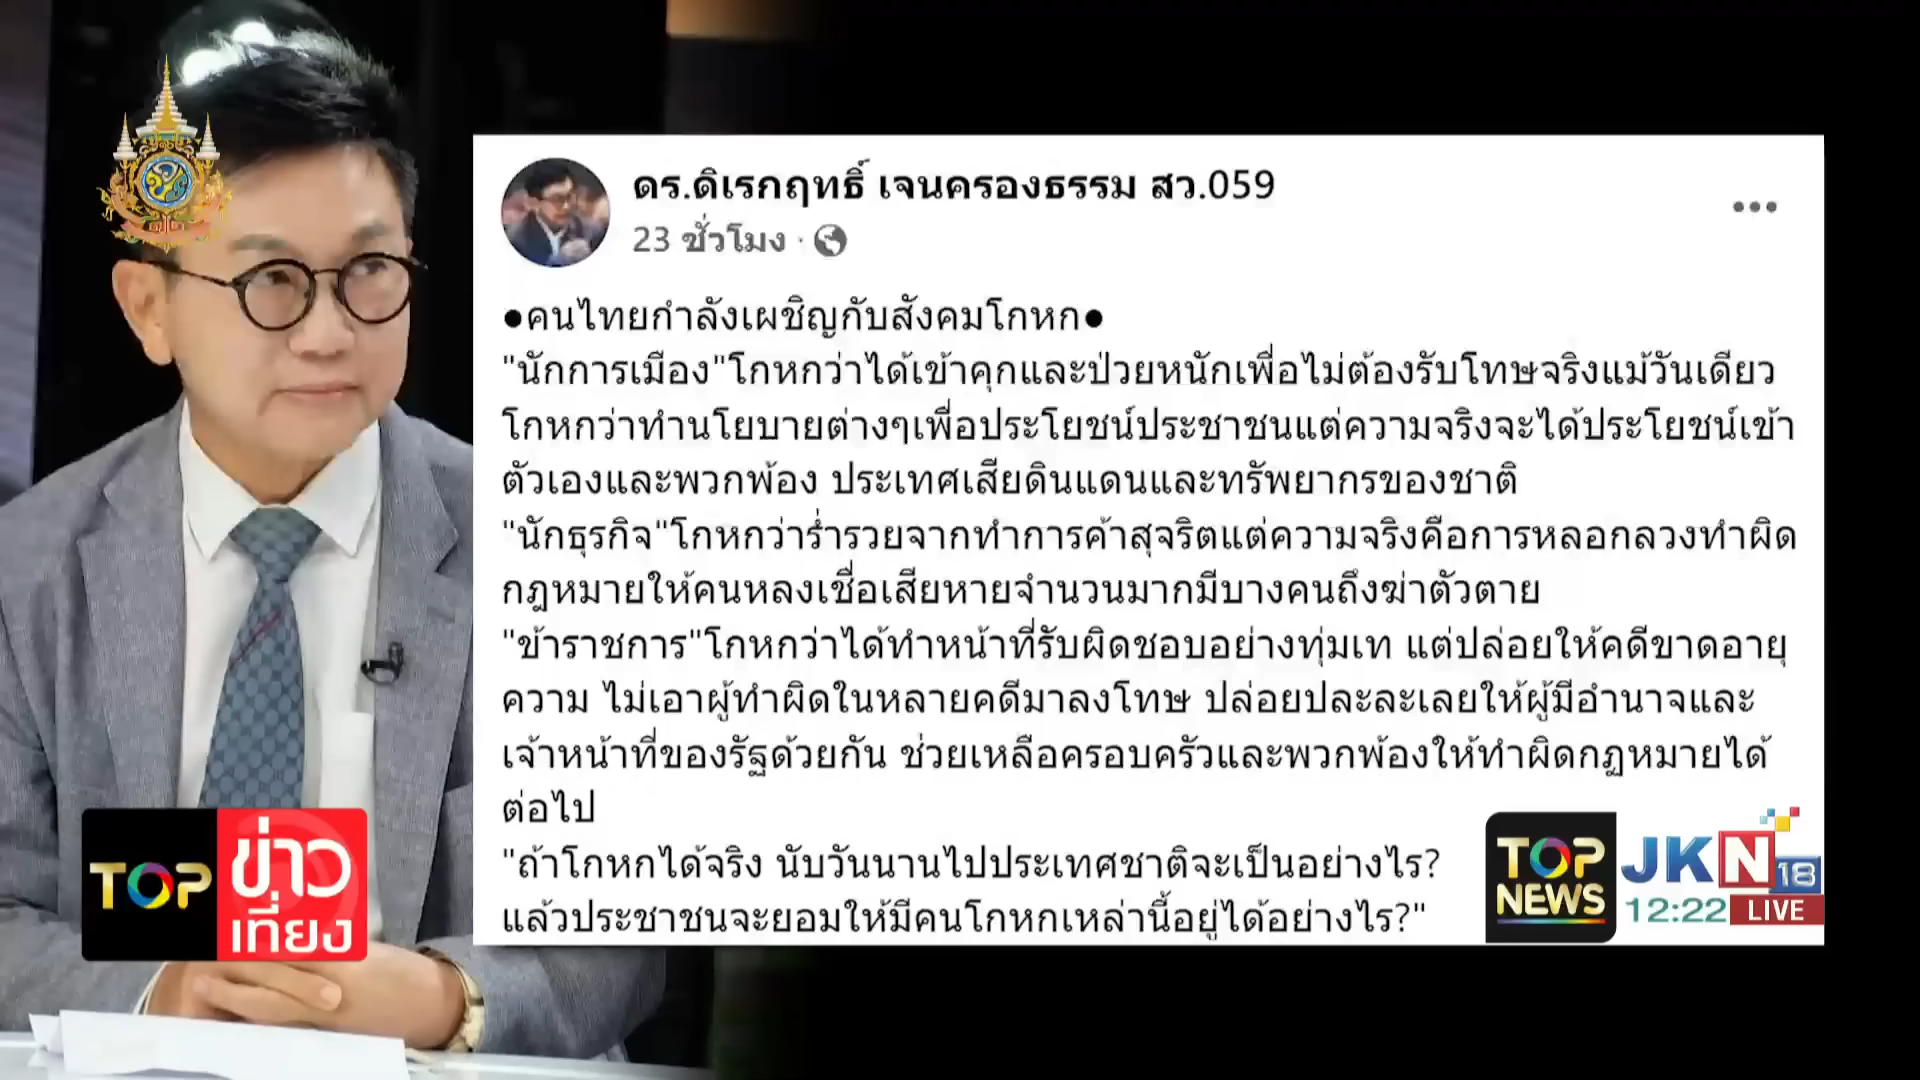 ดร.ดิเรกฤทธิ์ เจนครองธรรม สว.059
23 ชั่วโมง ·
●คนไทยกำลังเผชิญกับสังคมโกหก●
"นักการเมือง"โกหกว่าได้เข้าคุกและป่วยหนักเพื่อไม่ต้องรับโทษจริงแม้วันเดียว
โกหกว่าทำนโยบายต่างๆเพื่อประโยชน์ประชาชนแต่ความจริงจะได้ประโยชน์เข้า
ตัวเองและพวกพ้อง ประเทศเสียดินแดนและทรัพยากรของชาติ
"นักธุรกิจ"โกหกว่าร่ำรวยจากทำการค้าสุจริตแต่ความจริงคือการหลอกลวงทำผิด
กฎหมายให้คนหลงเชื่อเสียหายจำนวนมากมีบางคนถึงฆ่าตัวตาย
"ข้าราชการ"โกหกว่าได้ทำหน้าที่รับผิดชอบอย่างทุ่มเท แต่ปล่อยให้คดีขาดอายุ
ความ ไม่เอาผู้ทำผิดในหลายคดีมาลงโทษ ปล่อยปละละเลยให้ผู้มีอำนาจและ
เจ้าหน้าที่ของรัฐด้วยกัน ช่วยเหลือครอบครัวและพวกพ้องให้ทำผิดกฎหมายได้
ต่อไป
"ถ้าโกหกได้จริง นับวันนานไปประเทศชาติจะเป็นอย่างไร?
แล้วประชาชนจะยอมให้มีคนโกหกเหล่านี้อยู่ได้อย่างไร?"
TOP ข่าว
เที่ยง
TOP
NEWS
JKN
18
12:22 LIVE